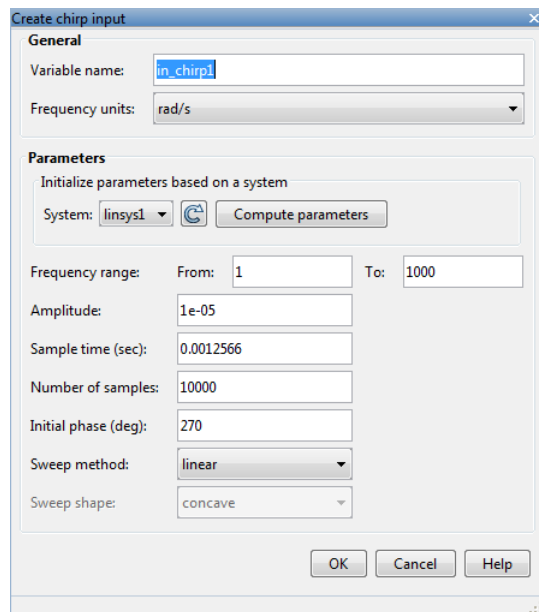 Create chirp input
General
Variable name: in_chirp1
Frequency units: rad/s
Parameters
Initialize parameters based on a system
System: linsys1 Compute parameters
Frequency range: From: 1 To: 1000
Amplitude: 1e-05
Sample time (sec): 0.0012566
Number of samples: 10000
Initial phase (deg): 270
Sweep method: linear
Sweep shape: concave
OK Cancel Help